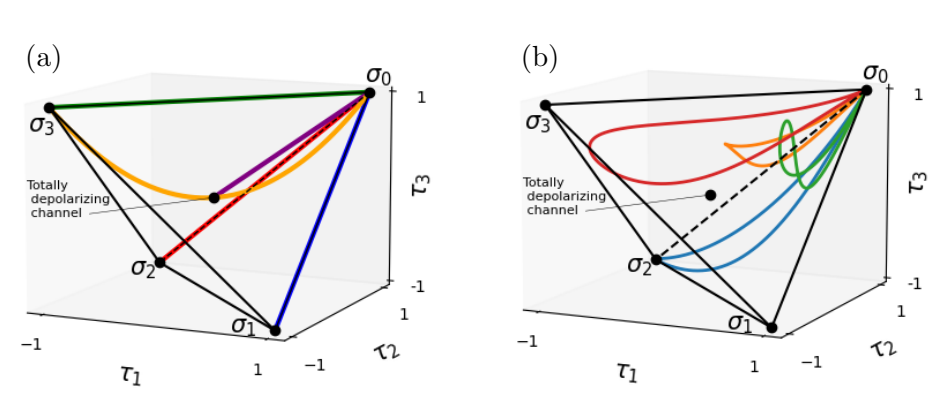 (a)
σ0
1
σ3
τ3
Totally
depolarizing
channel
σ2
-1
σ1
1
−1
τ2
τ1
1
−1
(b)
σ0
1
σ3
τ3
Totally
depolarizing
channel
σ2
-1
σ1
1
−1
τ2
τ1
1
−1